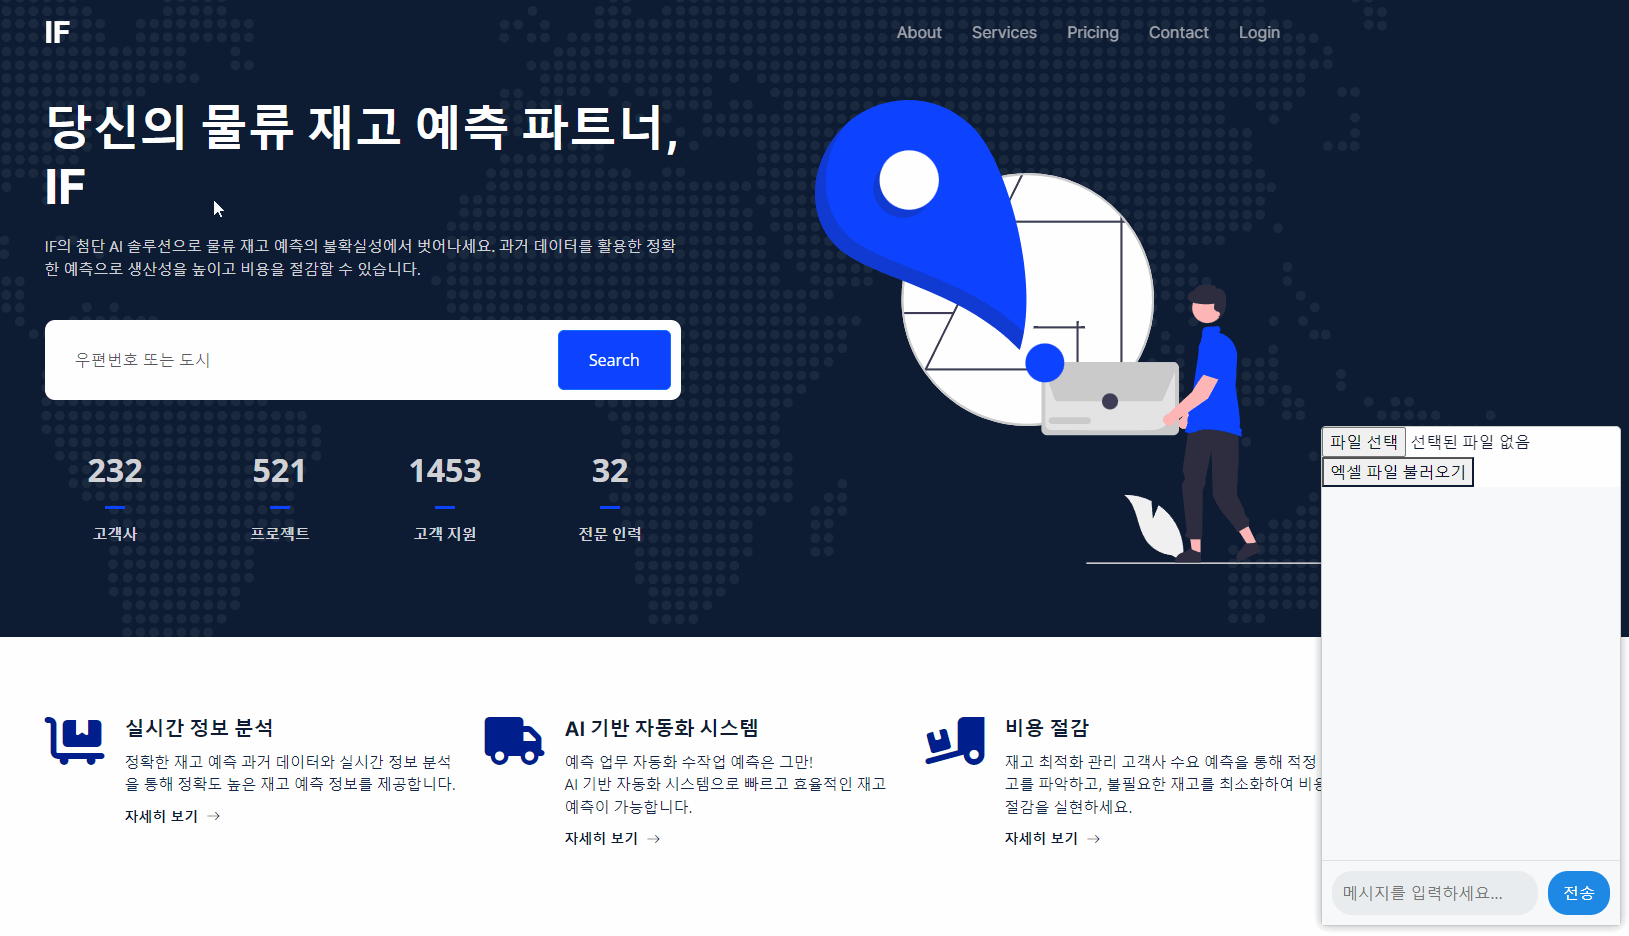 IF
About
Services
Pricing
Contact
Login
당신의 물류 재고 예측 파트너,
IF
IF의 첨단 AI 솔루션으로 물류 재고 예측의 불확실성에서 벗어나세요. 과거 데이터를 활용한 정확
한 예측으로 생산성을 높이고 비용을 절감할 수 있습니다.
우편번호 또는 도시
Search
232
고객사
521
프로젝트
1453
고객 지원
32
전문 인력
파일 선택 선택된 파일 없음
엑셀 파일 불러오기
실시간 정보 분석
정확한 재고 예측 과거 데이터와 실시간 정보 분석
을 통해 정확도 높은 재고 예측 정보를 제공합니다.
자세히 보기
AI 기반 자동화 시스템
예측 업무 자동화 수작업 예측은 그만!
AI 기반 자동화 시스템으로 빠르고 효율적인 재고
예측이 가능합니다.
자세히 보기
비용 절감
재고 최적화 관리 고객사 수요 예측을 통해 적정
고를 파악하고, 불필요한 재고를 최소화하여 비용
절감을 실현하세요.
자세히 보기
메시지를 입력하세요...
전송